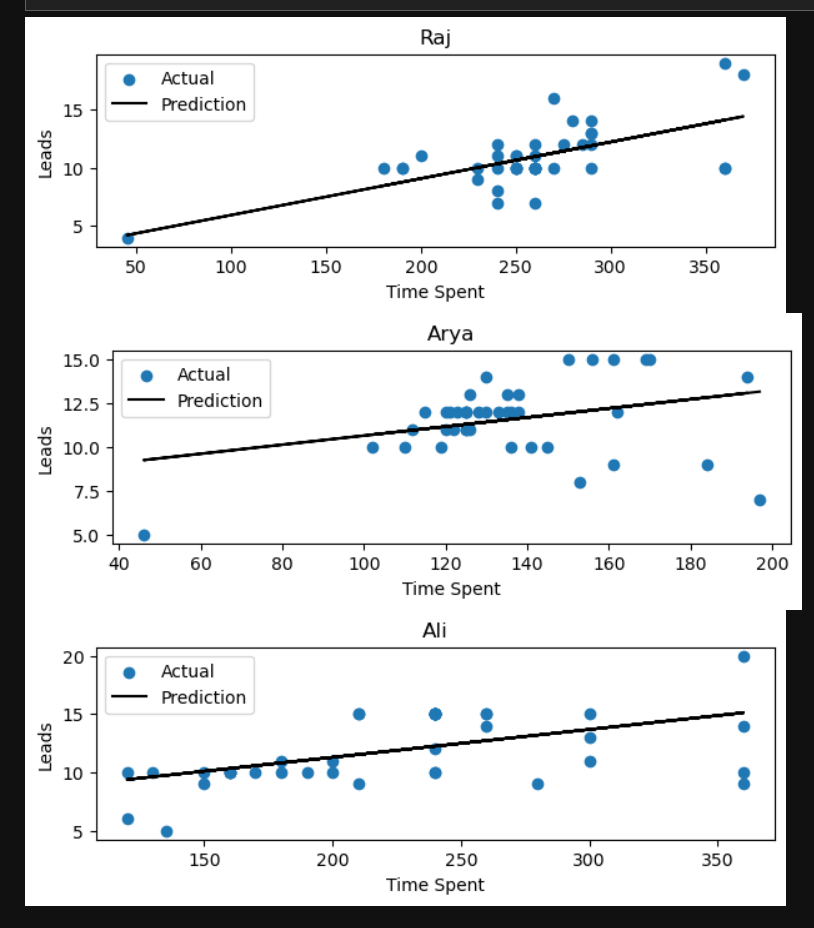 Raj
Actual
Prediction
15
10
5
Leads
50 100 150 200 250 300 350
Time Spent
Arya
Actual
Prediction
15.0
12.5
10.0
7.5
5.0
Leads
40 60 80 100 120 140 160 180 200
Time Spent
Ali
Actual
Prediction
20
15
10
5
Leads
150 200 250 300 350
Time Spent